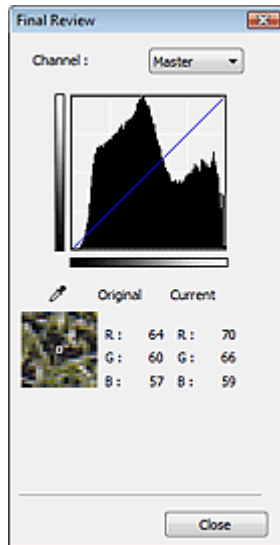 Final Review
Channel : Master
Original Current
R : 64 R : 70
G : 60 G : 66
B : 57 B : 59
Close